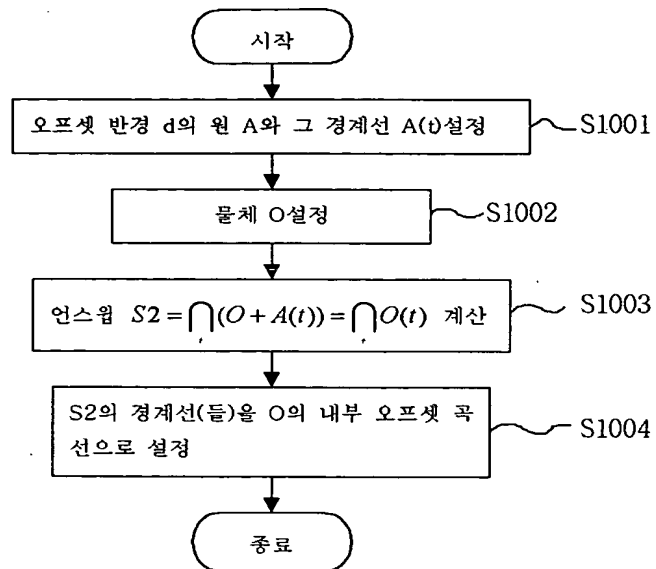 시작
오프셋 반경 d의 원 A와 그 경계선 A(t)설정
S1001
물체 O설정
S1002
언스윕 S2 = ⋂(O + A(t)) = ⋂O(t) 계산
t t
S1003
S2의 경계선(들)을 O의 내부 오프셋 곡
선으로 설정
S1004
종료